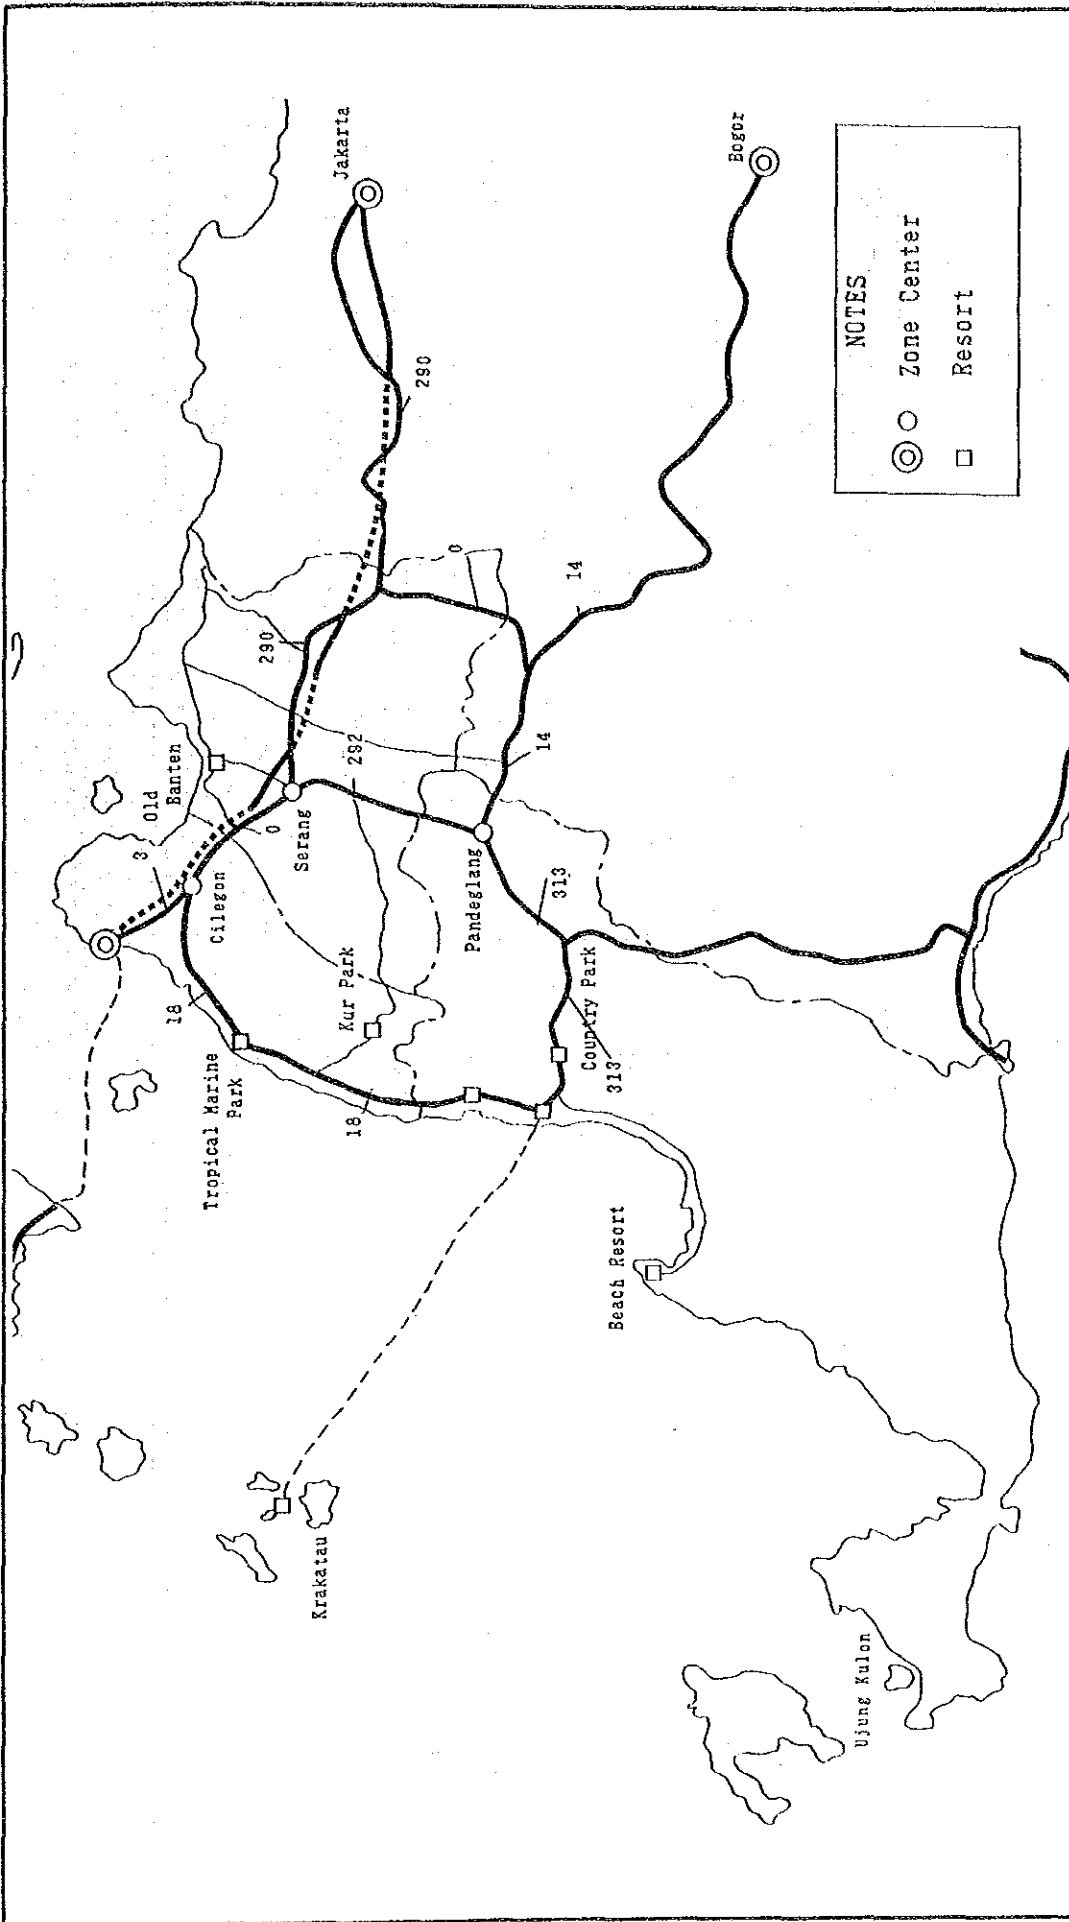 Jakarta
Bogor
290
290
0
14
14
292
Old
Banten
3
0
Serang
Cilegon
Pandeglang
313
Kur Park
Country Park
313
18
18
Tropical Marine
Park
Beach Resort
Krakatau
Ujung Kulon
NOTES
Zone Center
Resort